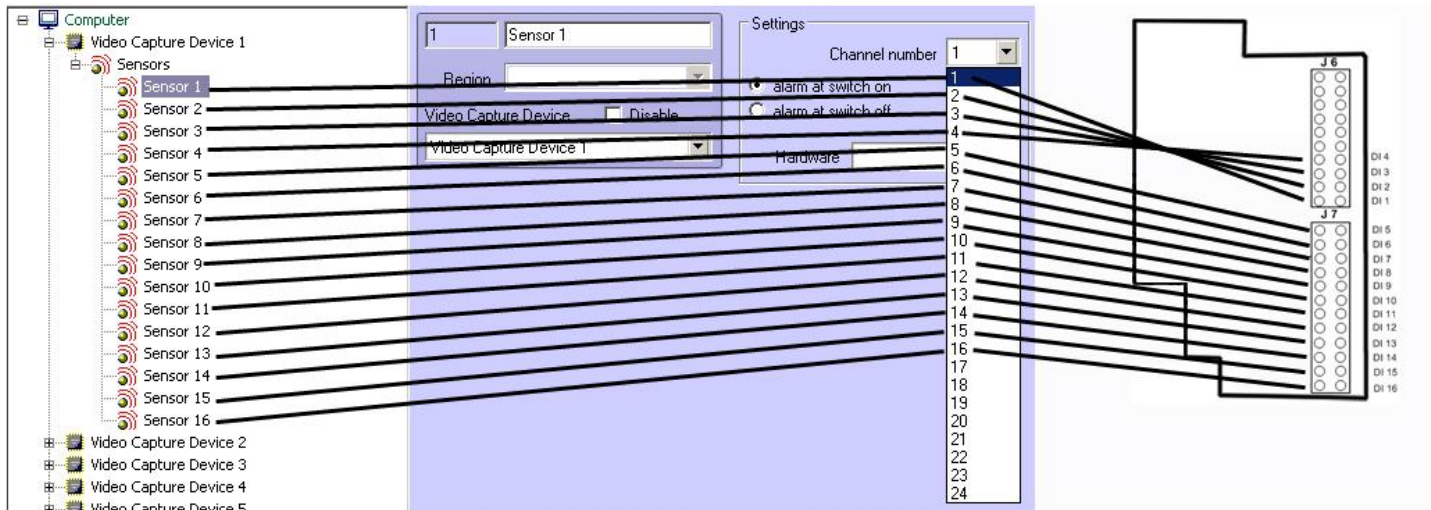 Computer
Video Capture Device 1
Sensors
Sensor 1
Sensor 2
Sensor 3
Sensor 4
Sensor 5
Sensor 6
Sensor 7
Sensor 8
Sensor 9
Sensor 10
Sensor 11
Sensor 12
Sensor 13
Sensor 14
Sensor 15
Sensor 16
Video Capture Device 2
Video Capture Device 3
Video Capture Device 4
Video Capture Device 5
1 Sensor 1
Region
Video Capture Device Disable
Video Capture Device 1
Settings
Channel number 1
alarm at switch on
alarm at switch off
Hardware
1
2
3
4
5
6
7
8
9
10
11
12
13
14
15
16
17
18
19
20
21
22
23
24
J 6
DI 4
DI 3
DI 2
DI 1
J 7
DI 5
DI 6
DI 7
DI 8
DI 9
DI 10
DI 11
DI 12
DI 13
DI 14
DI 15
DI 16